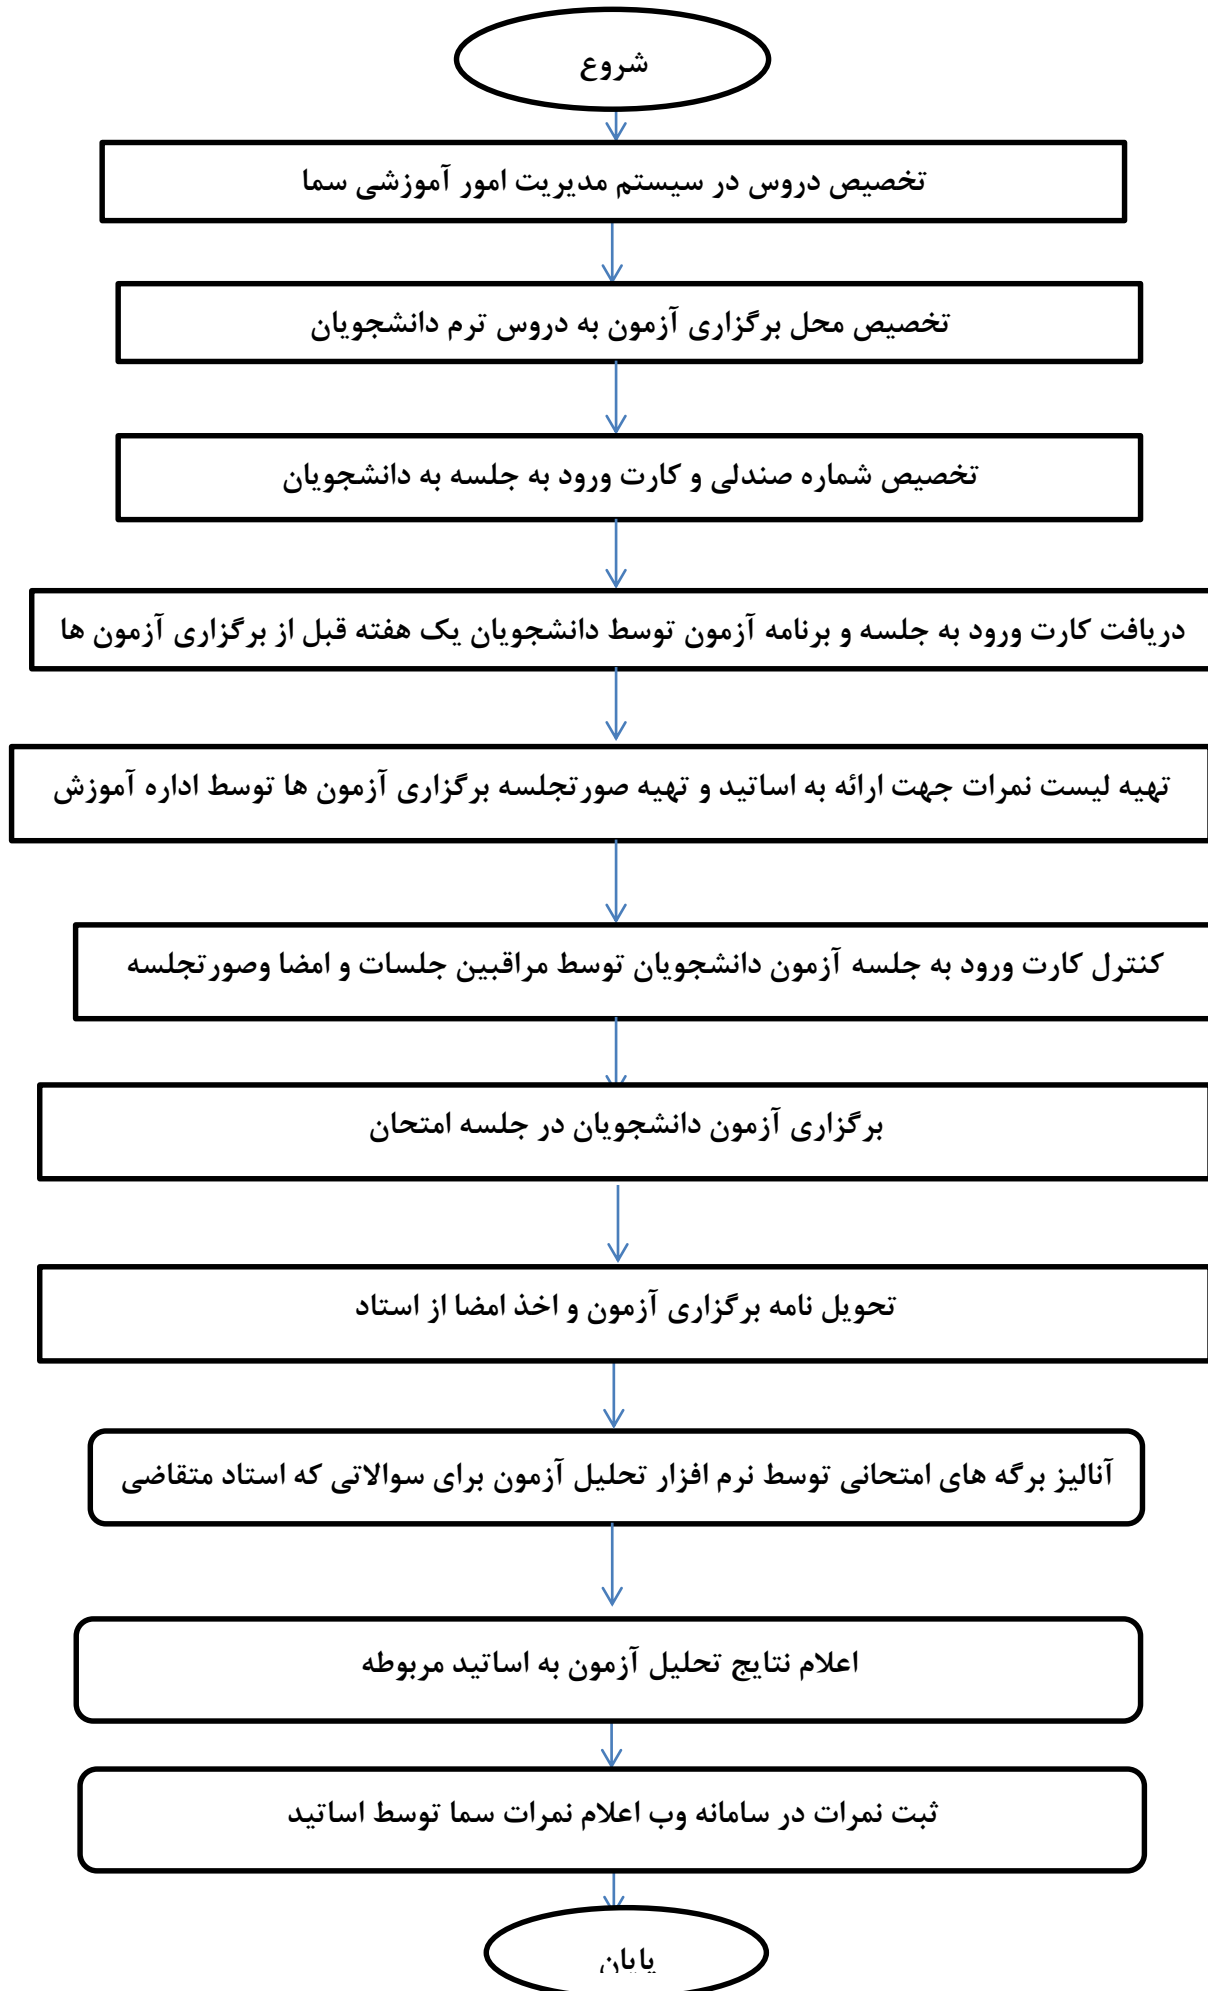 شروع
تخصیص دروس در سیستم مدیریت امور آموزشی سما
تخصیص محل برگزاری آزمون به دروس ترم دانشجویان
تخصیص شماره صندلی و کارت ورود به جلسه به دانشجویان
دریافت کارت ورود به جلسه و برنامه آزمون توسط دانشجویان یک هفته قبل از برگزاری آزمون ها
تهیه لیست نمرات جهت ارائه به اساتید و تهیه صورتجلسه برگزاری آزمون ها توسط اداره آموزش
کنترل کارت ورود به جلسه آزمون دانشجویان توسط مراقبین جلسات و امضا وصورتجلسه
برگزاری آزمون دانشجویان در جلسه امتحان
تحویل نامه برگزاری آزمون و اخذ امضا از استاد
آنالیز برگه های امتحانی توسط نرم افزار تحلیل آزمون برای سوالاتی که استاد متقاضی
اعلام نتایج تحلیل آزمون به اساتید مربوطه
ثبت نمرات در سامانه وب اعلام نمرات سما توسط اساتید
پایان